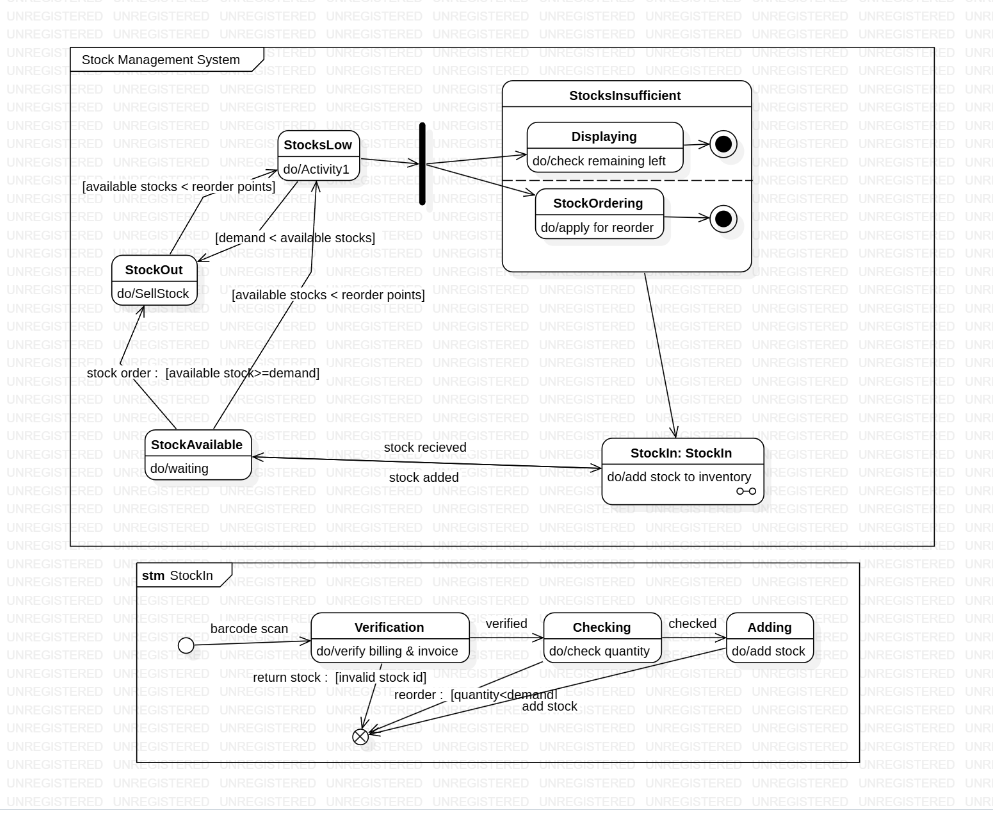 Stock Management System
StocksInsufficient
StocksLow
do/Activity1
Displaying
do/check remaining left
[available stocks < reorder points]
StockOrdering
do/apply for reorder
[demand < available stocks]
StockOut
do/SellStock
[available stocks < reorder points]
stock order : [available stock>=demand]
StockAvailable
do/waiting
stock recieved
stock added
StockIn: StockIn
do/add stock to inventory
stm StockIn
barcode scan
Verification
do/verify billing & invoice
verified
Checking
do/check quantity
checked
Adding
do/add stock
return stock : [invalid stock id]
reorder : [quantity<demand]
add stock
UNREGISTERED